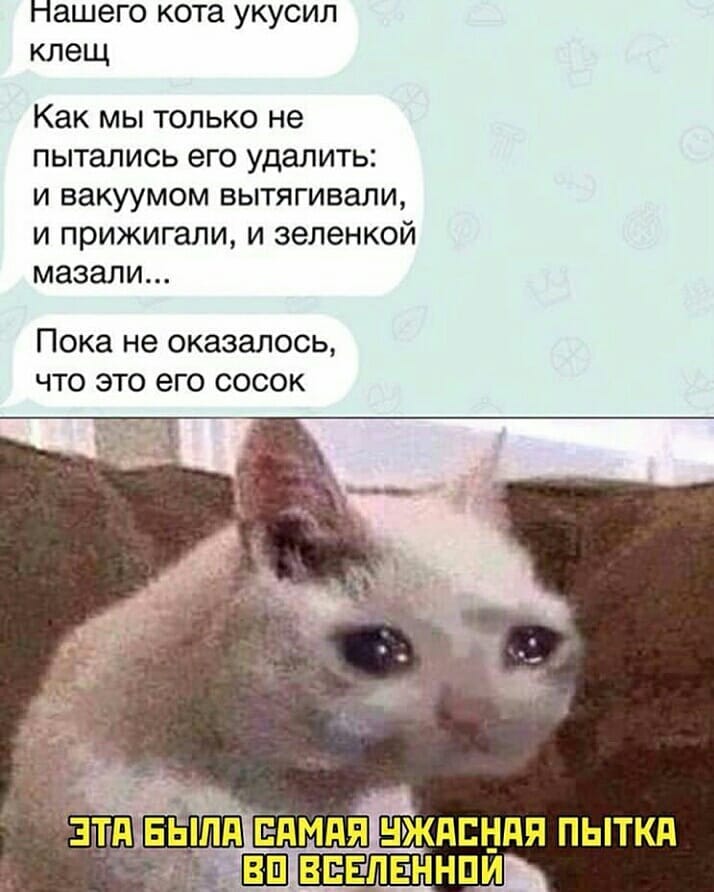 Нашего кота укусил
клещ
Как мы только не
пытались его удалить:
и вакуумом вытягивали,
и прижигали, и зеленкой
мазали...
Пока не оказалось,
что это его сосок
ЭТА БЫЛА САМАЯ УЖАСНАЯ ПЫТКА
ВО ВСЕЛЕННОЙ